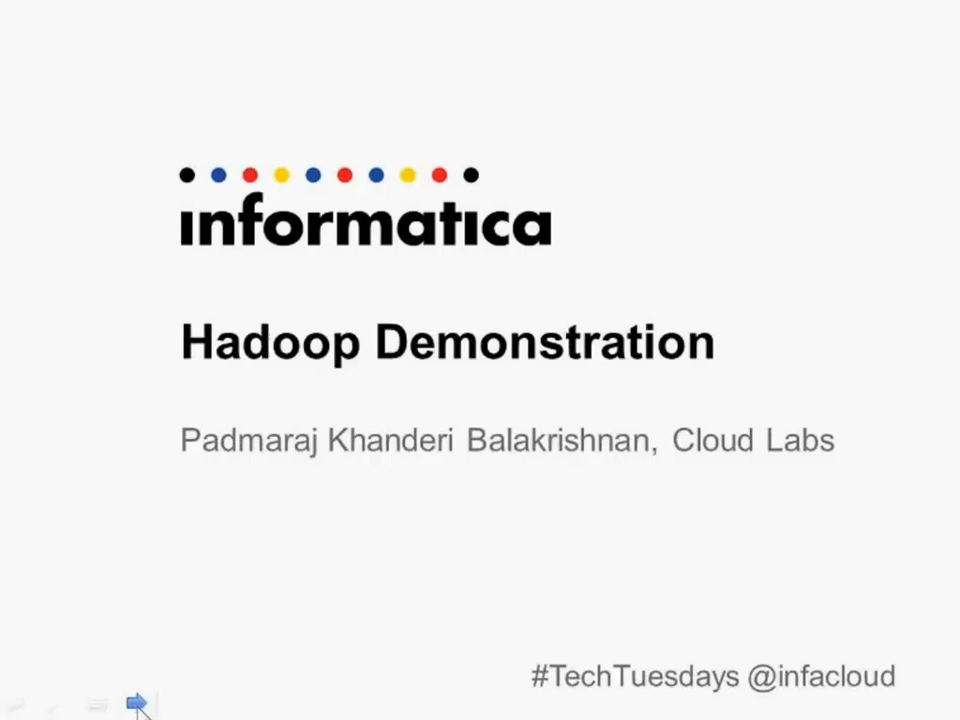 informatica
Hadoop Demonstration
Padmaraj Khanderi Balakrishnan, Cloud Labs
#TechTuesdays @infacloud